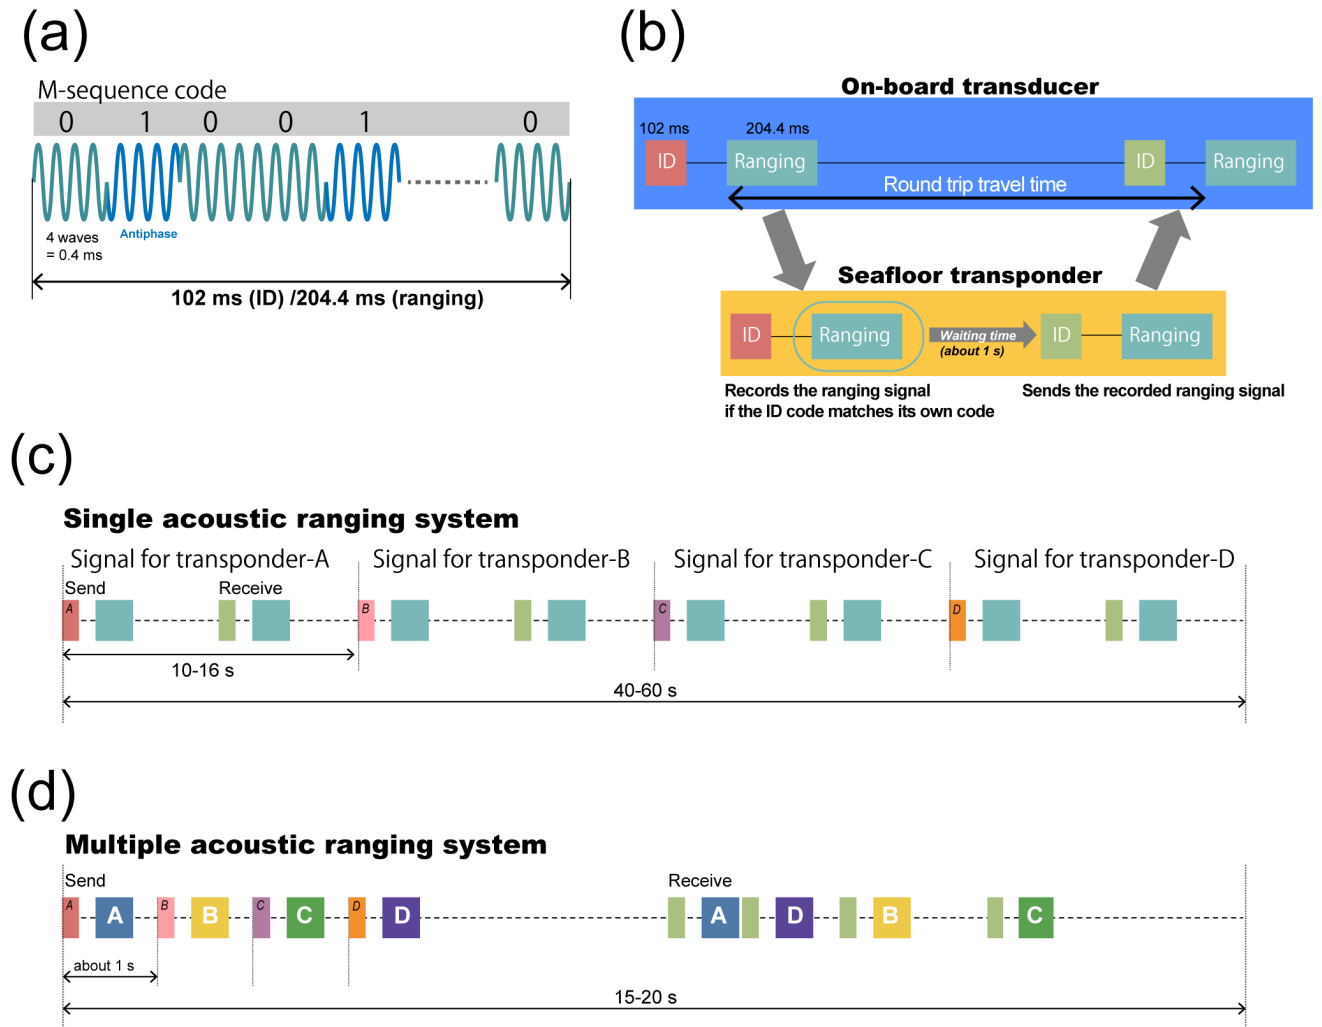 (a)
M-sequence code
0 1 0 0 1 0
4 waves
= 0.4 ms
Antiphase
102 ms (ID) /204.4 ms (ranging)
(b)
On-board transducer
102 ms 204.4 ms
ID Ranging ID Ranging
Round trip travel time
Seafloor transponder
ID Ranging Waiting time ID Ranging
(about 1 s)
Records the ranging signal
if the ID code matches its own code
Sends the recorded ranging signal
(c)
Single acoustic ranging system
Signal for transponder-A Signal for transponder-B Signal for transponder-C Signal for transponder-D
Send Receive
A B C D
10-16 s
40-60 s
(d)
Multiple acoustic ranging system
Send Receive
A A B B C C D D A D B C
about 1 s
15-20 s